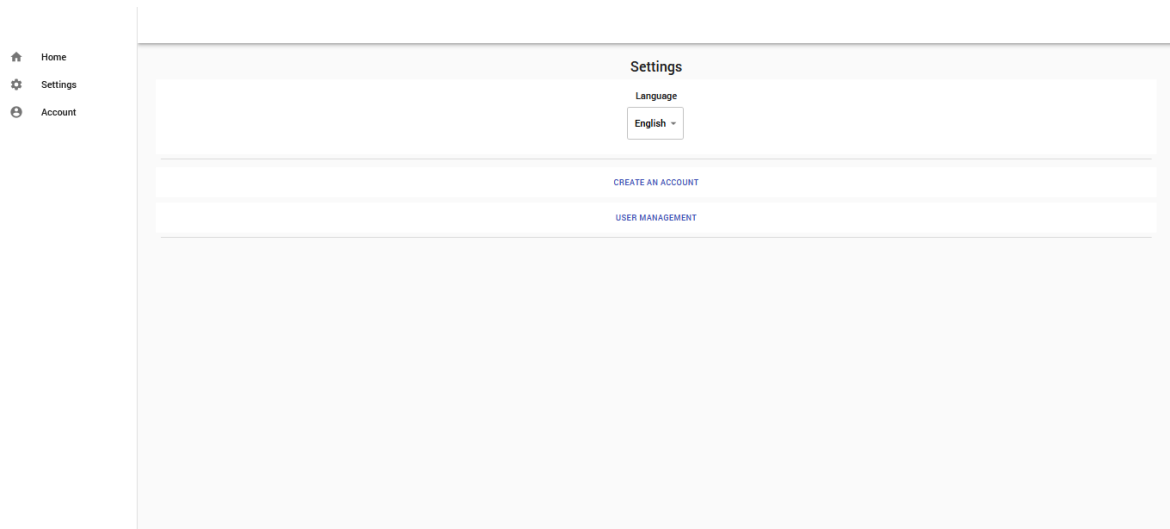 Home
Settings
Account
Settings
Language
English
CREATE AN ACCOUNT
USER MANAGEMENT